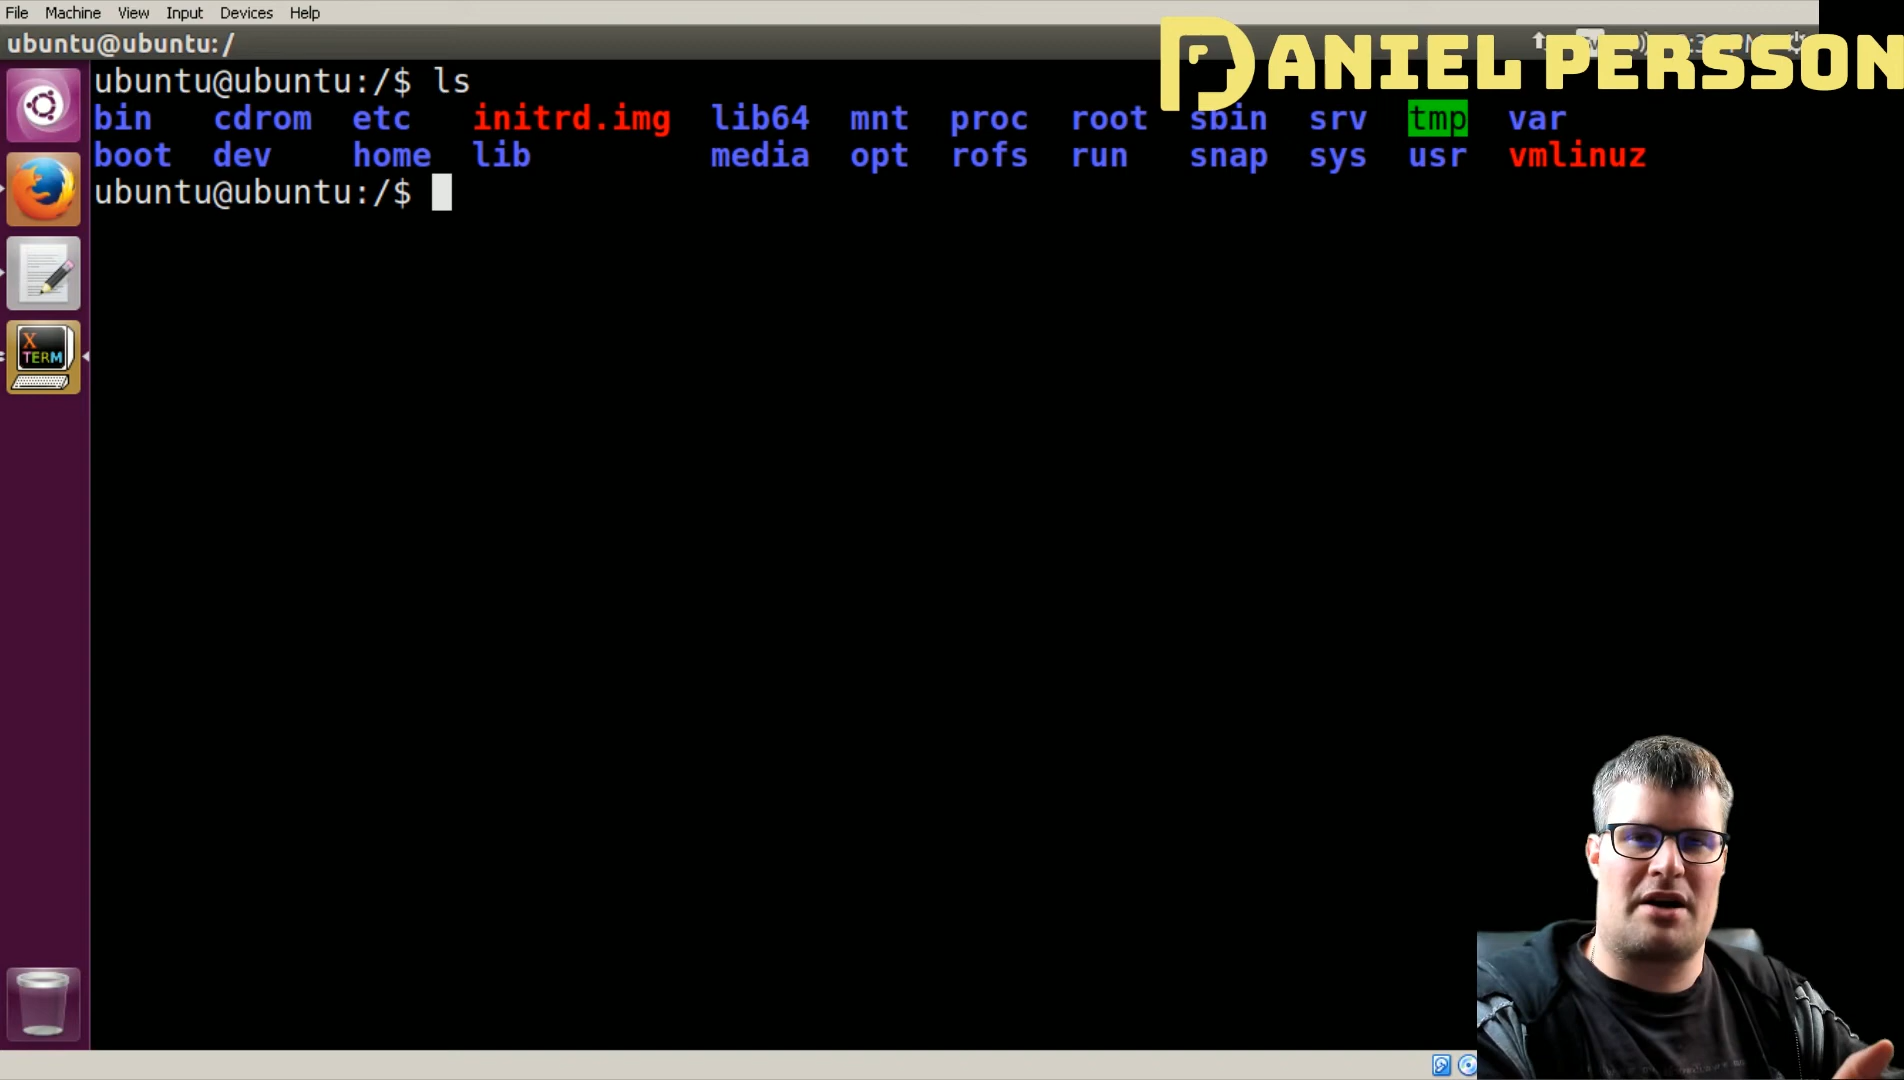 File Machine View Input Devices Help
ubuntu@ubuntu: /
DANIEL PERSSON
ubuntu@ubuntu:/$ ls
bin cdrom etc initrd.img lib64 mnt proc root sbin srv tmp var
boot dev home lib media opt rofs run snap sys usr vmlinuz
ubuntu@ubuntu:/$
X
TERM